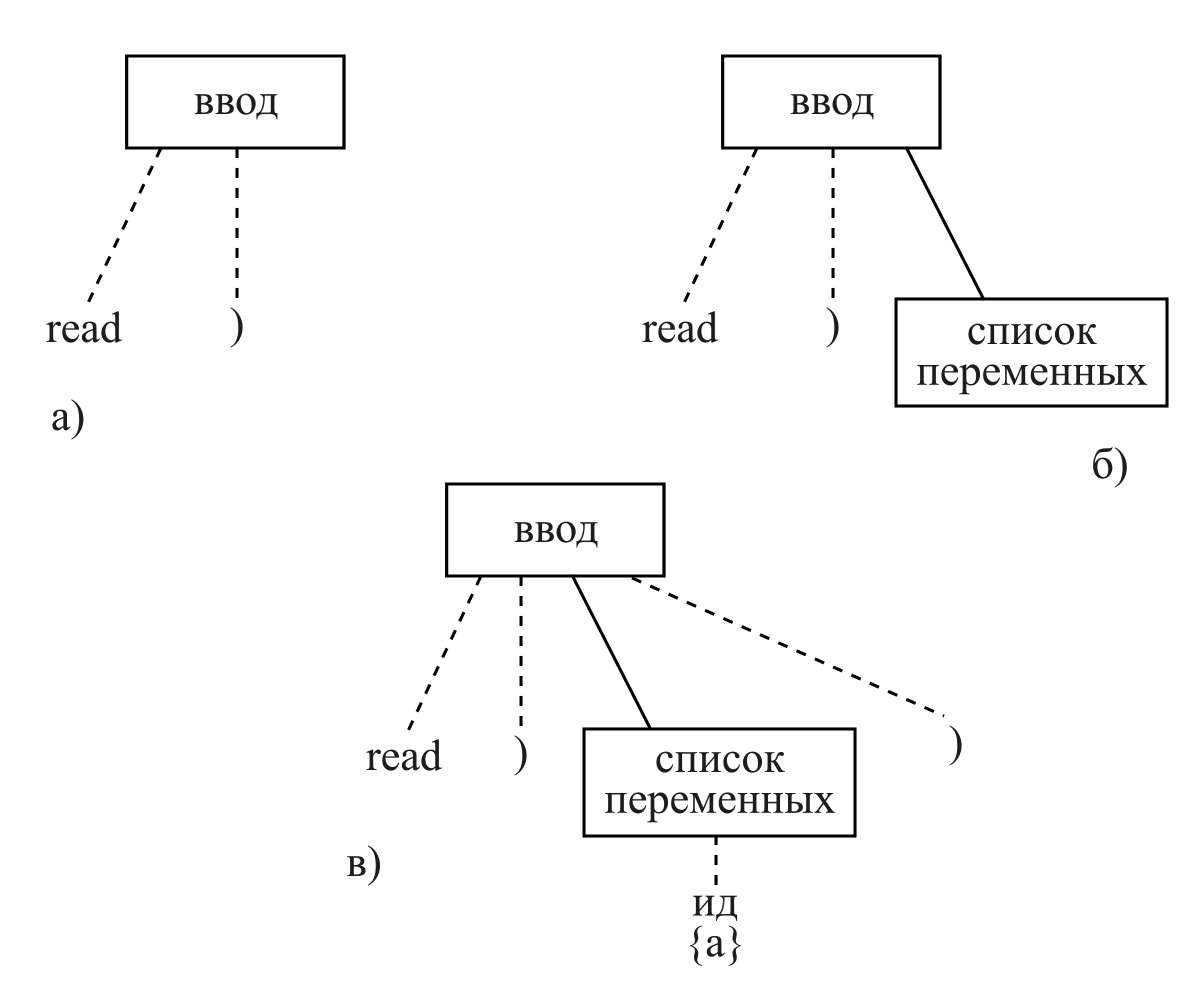 ввод
read )
а)
ввод
read )
список
переменных
б)
ввод
read )
список
переменных
)
в)
ид
{a}